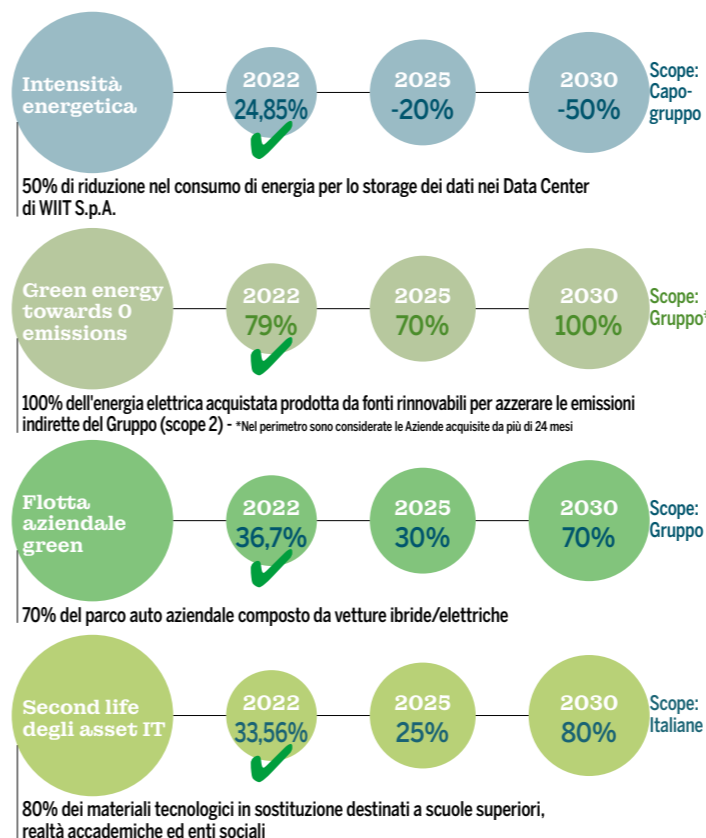 Intensità
energetica
2022
24,85%
2025
-20%
2030
-50%
Scope:
Capo-
gruppo
50% di riduzione nel consumo di energia per lo storage dei dati nei Data Center
di WIIT S.p.A.
Green energy
towards 0
emissions
2022
79%
2025
70%
2030
100%
Scope:
Gruppo*
100% dell'energia elettrica acquistata prodotta da fonti rinnovabili per azzerare le emissioni
indirette del Gruppo (scope 2) - *Nel perimetro sono considerate le Aziende acquisite da più di 24 mesi
Flotta
aziendale
green
2022
36,7%
2025
30%
2030
70%
Scope:
Gruppo
70% del parco auto aziendale composto da vetture ibride/elettriche
Second life
degli asset IT
2022
33,56%
2025
25%
2030
80%
Scope:
Italiane
80% dei materiali tecnologici in sostituzione destinati a scuole superiori,
realtà accademiche ed enti sociali